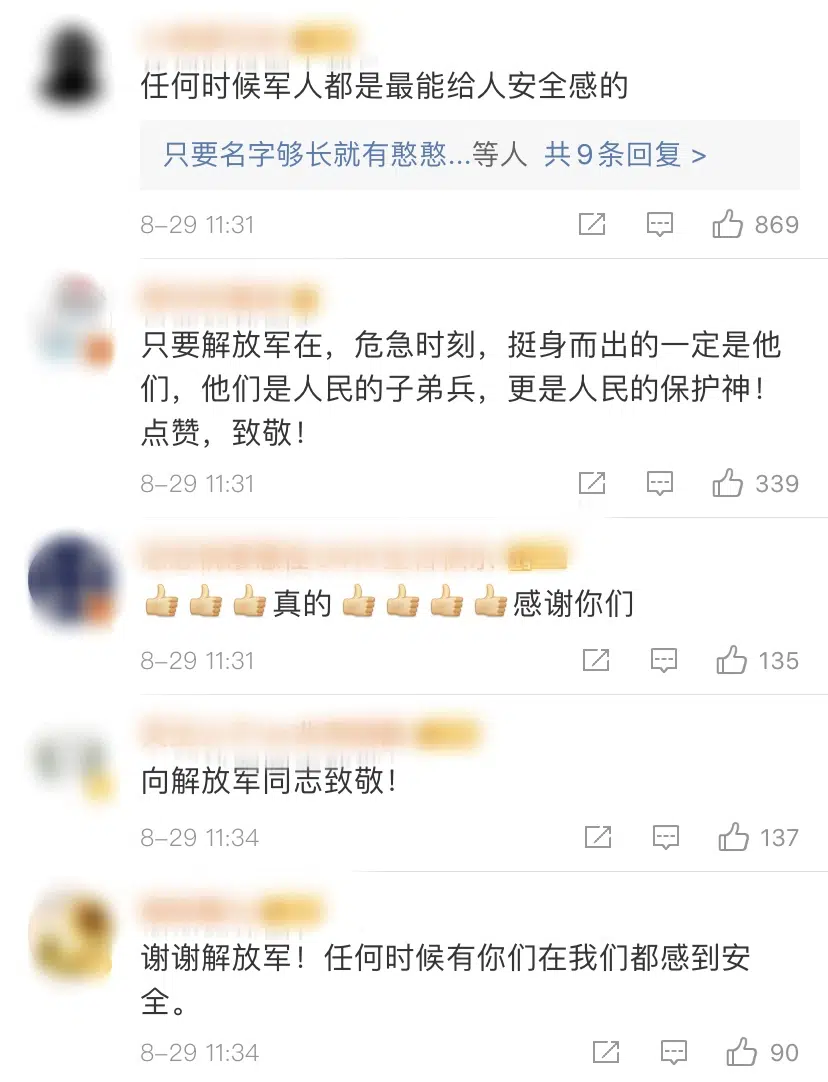 任何时候军人都是最能给人安全感的
只要名字够长就有憨憨...等人 共9条回复 >
8-29 11:31 869
只要解放军在，危急时刻，挺身而出的一定是他
们，他们是人民的子弟兵，更是人民的保护神！
点赞，致敬！
8-29 11:31 339
👍👍👍真的👍👍👍👍感谢你们
8-29 11:31 135
向解放军同志致敬！
8-29 11:34 137
谢谢解放军！任何时候有你们在我们都感到安
全。
8-29 11:34 90